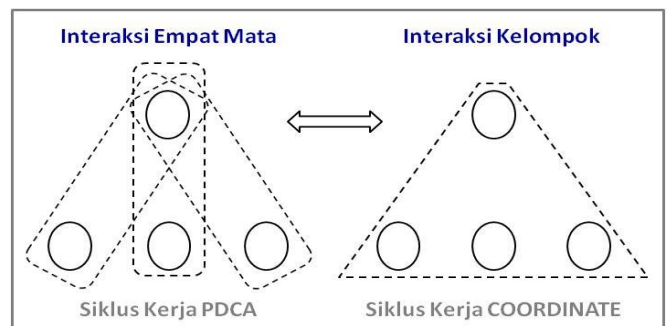 Interaksi Empat Mata
Interaksi Kelompok
Siklus Kerja PDCA
Siklus Kerja COORDINATE